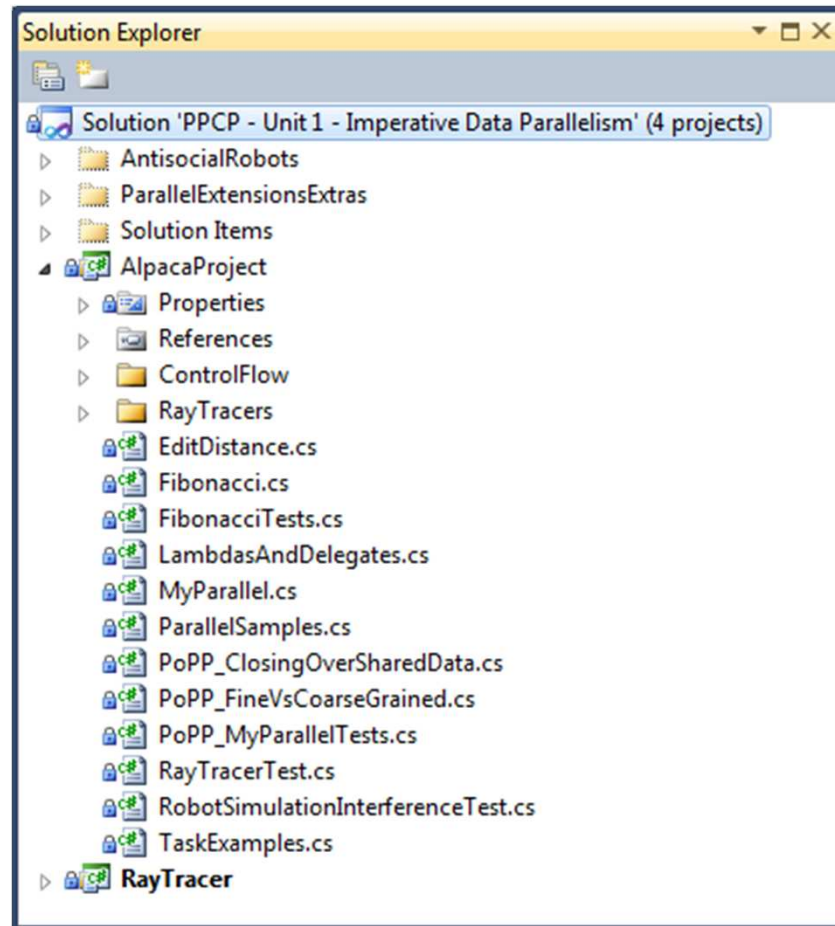 Solution Explorer
Solution 'PPCP - Unit 1 - Imperative Data Parallelism' (4 projects)
AntisocialRobots
ParallelExtensionsExtras
Solution Items
AlpacaProject
Properties
References
ControlFlow
RayTracers
EditDistance.cs
Fibonacci.cs
FibonacciTests.cs
LambdasAndDelegates.cs
MyParallel.cs
ParallelSamples.cs
PoPP_ClosingOverSharedData.cs
PoPP_FineVsCoarseGrained.cs
PoPP_MyParallelTests.cs
RayTracerTest.cs
RobotSimulationInterferenceTest.cs
TaskExamples.cs
RayTracer